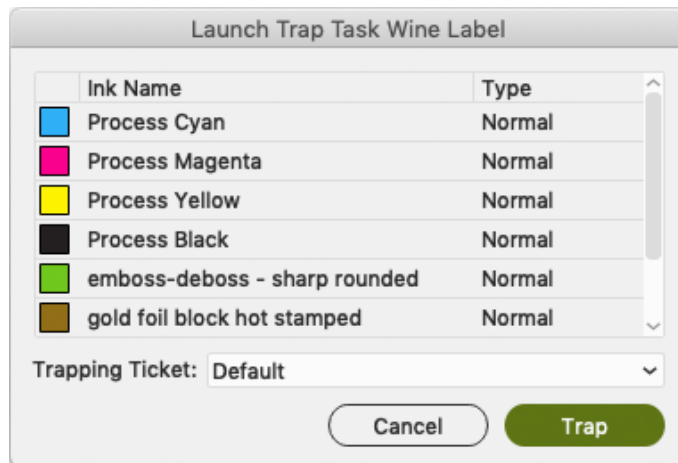 Launch Trap Task Wine Label
Ink Name Type
Process Cyan Normal
Process Magenta Normal
Process Yellow Normal
Process Black Normal
emboss-deboss - sharp rounded Normal
gold foil block hot stamped Normal
Trapping Ticket: Default
Cancel Trap